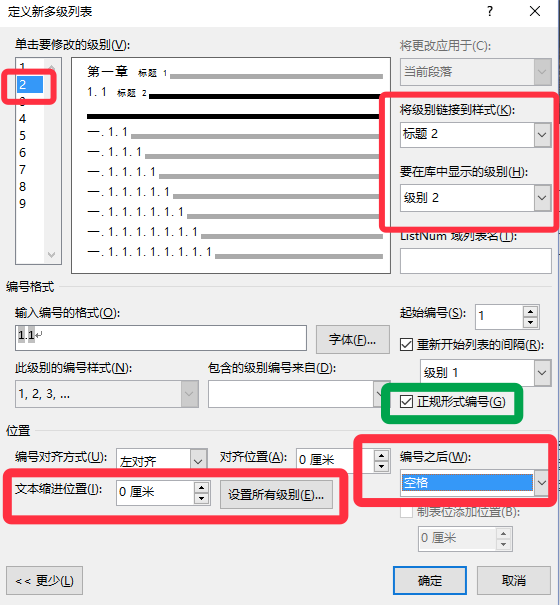 定义新多级列表
?
单击要修改的级别(V):
1
2
3
4
5
6
7
8
9
第一章 标题 1
1.1 标题 2
一.1.1
一.1.1.1
一.1.1.1.1
一.1.1.1.1.1
一.1.1.1.1.1.1
一.1.1.1.1.1.1.1
一.1.1.1.1.1.1.1.1
将更改应用于(C):
当前段落
将级别链接到样式(K):
标题 2
要在库中显示的级别(H):
级别 2
ListNum 域列表名(T):
编号格式
输入编号的格式(O):
1.1
字体(F)...
起始编号(S):
1
此级别的编号样式(N):
1, 2, 3, ...
包含的级别编号来自(D):
重新开始列表的间隔(R):
级别 1
正规形式编号(G)
位置
编号对齐方式(U):
左对齐
对齐位置(A):
0 厘米
文本缩进位置(I):
0 厘米
设置所有级别(E)...
编号之后(W):
空格
制表位添加位置(B):
0 厘米
<< 更少(L)
确定
取消